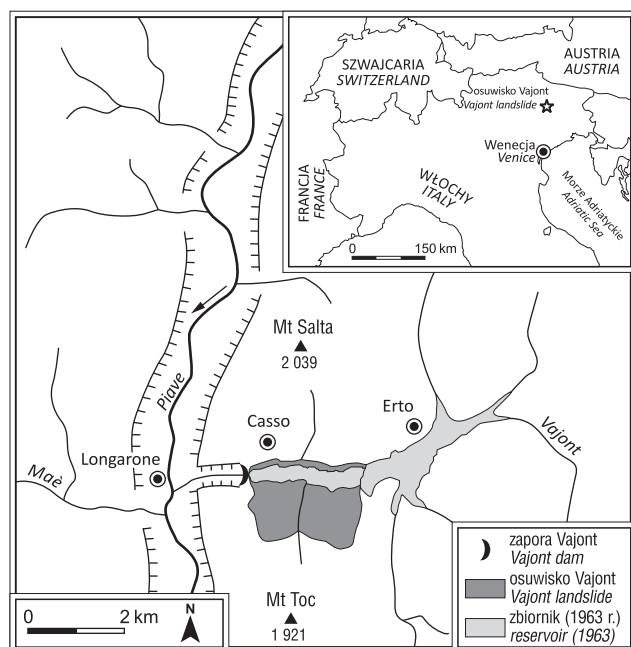 SZWAJCARIA
SWITZERLAND
AUSTRIA
AUSTRIA
osuwisko Vajont
Vajont landslide
Wenecja
Venice
FRANCJA
FRANCE
WŁOCHY
ITALY
Morze Adriatyckie
Adriatic Sea
0 150 km
Mt Salta
2 039
Piave
Casso
Erto
Longarone
Vajont
Maè
Mt Toc
1 921
0 2 km
N
zapora Vajont
Vajont dam
osuwisko Vajont
Vajont landslide
zbiornik (1963 r.)
reservoir (1963)